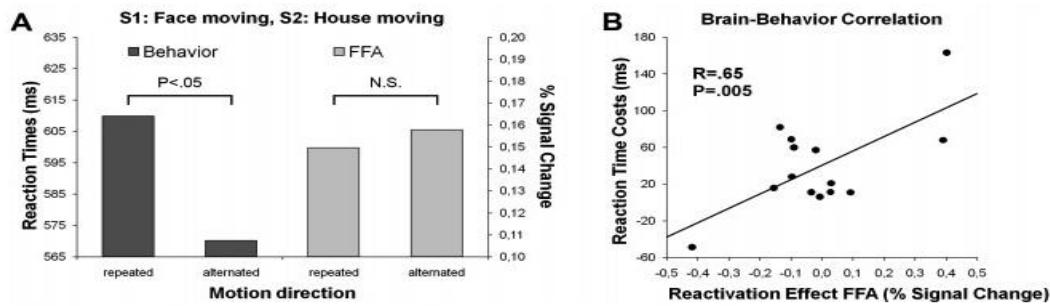 A
S1: Face moving, S2: House moving
635
625
615
605
595
585
575
565
Reaction Times (ms)
Behavior
FFA
P<.05
N.S.
0,20
0,19
0,18
0,17
0,16
0,15
0,14
0,13
0,12
0,11
0,10
% Signal Change
repeated
alternated
repeated
alternated
Motion direction
B
Brain-Behavior Correlation
180
140
100
60
20
-20
-60
Reaction Time Costs (ms)
R=.65
P=.005
-0,5 -0,4 -0,3 -0,2 -0,1 0,0 0,1 0,2 0,3 0,4 0,5
Reactivation Effect FFA (% Signal Change)